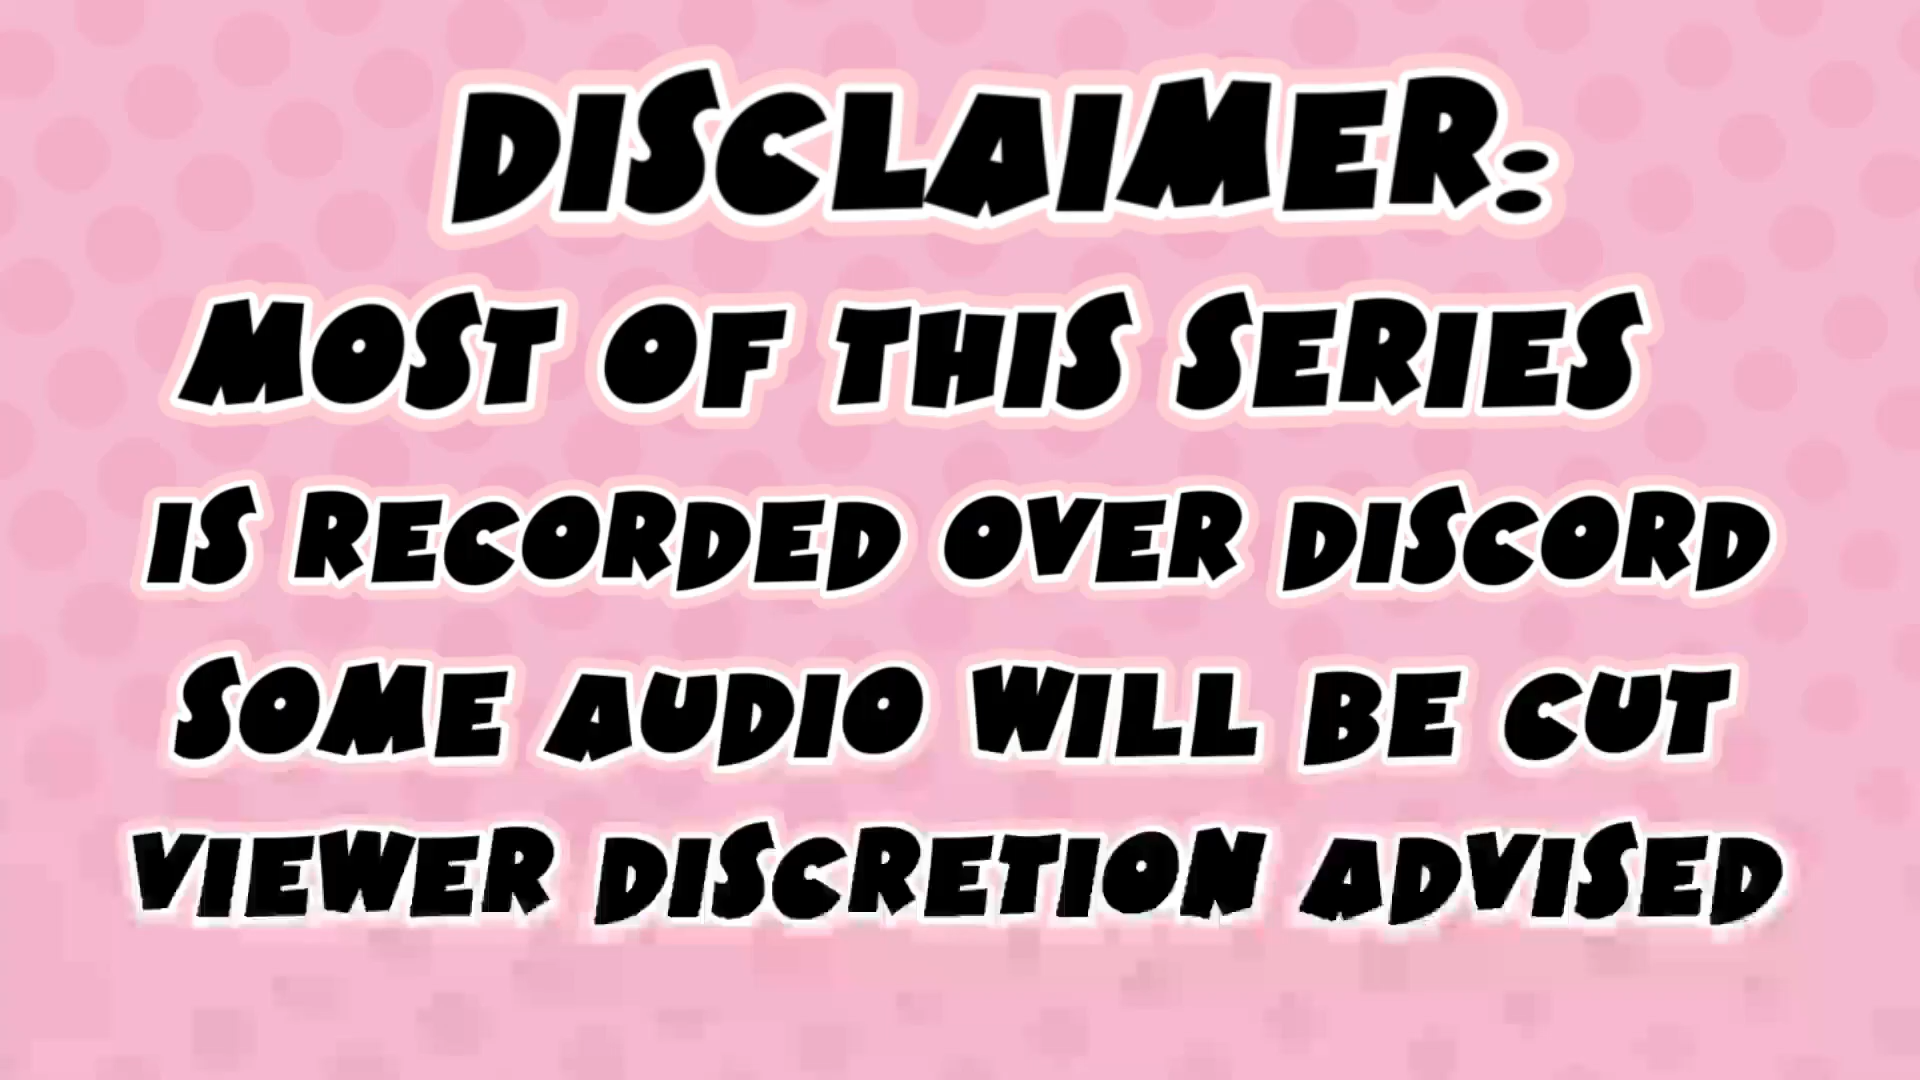 DISCLAIMER:
MOST OF THIS SERIES
IS RECORDED OVER DISCORD
SOME AUDIO WILL BE CUT
VIEWER DISCRETION ADVISED